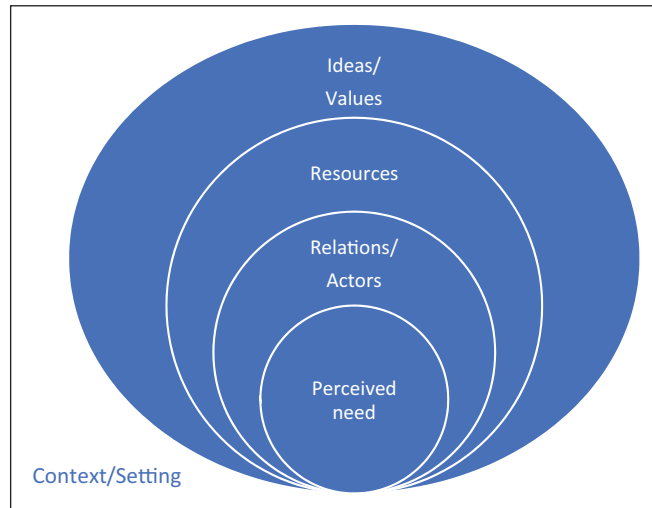 Ideas/
Values
Resources
Relations/
Actors
Perceived
need
Context/Setting